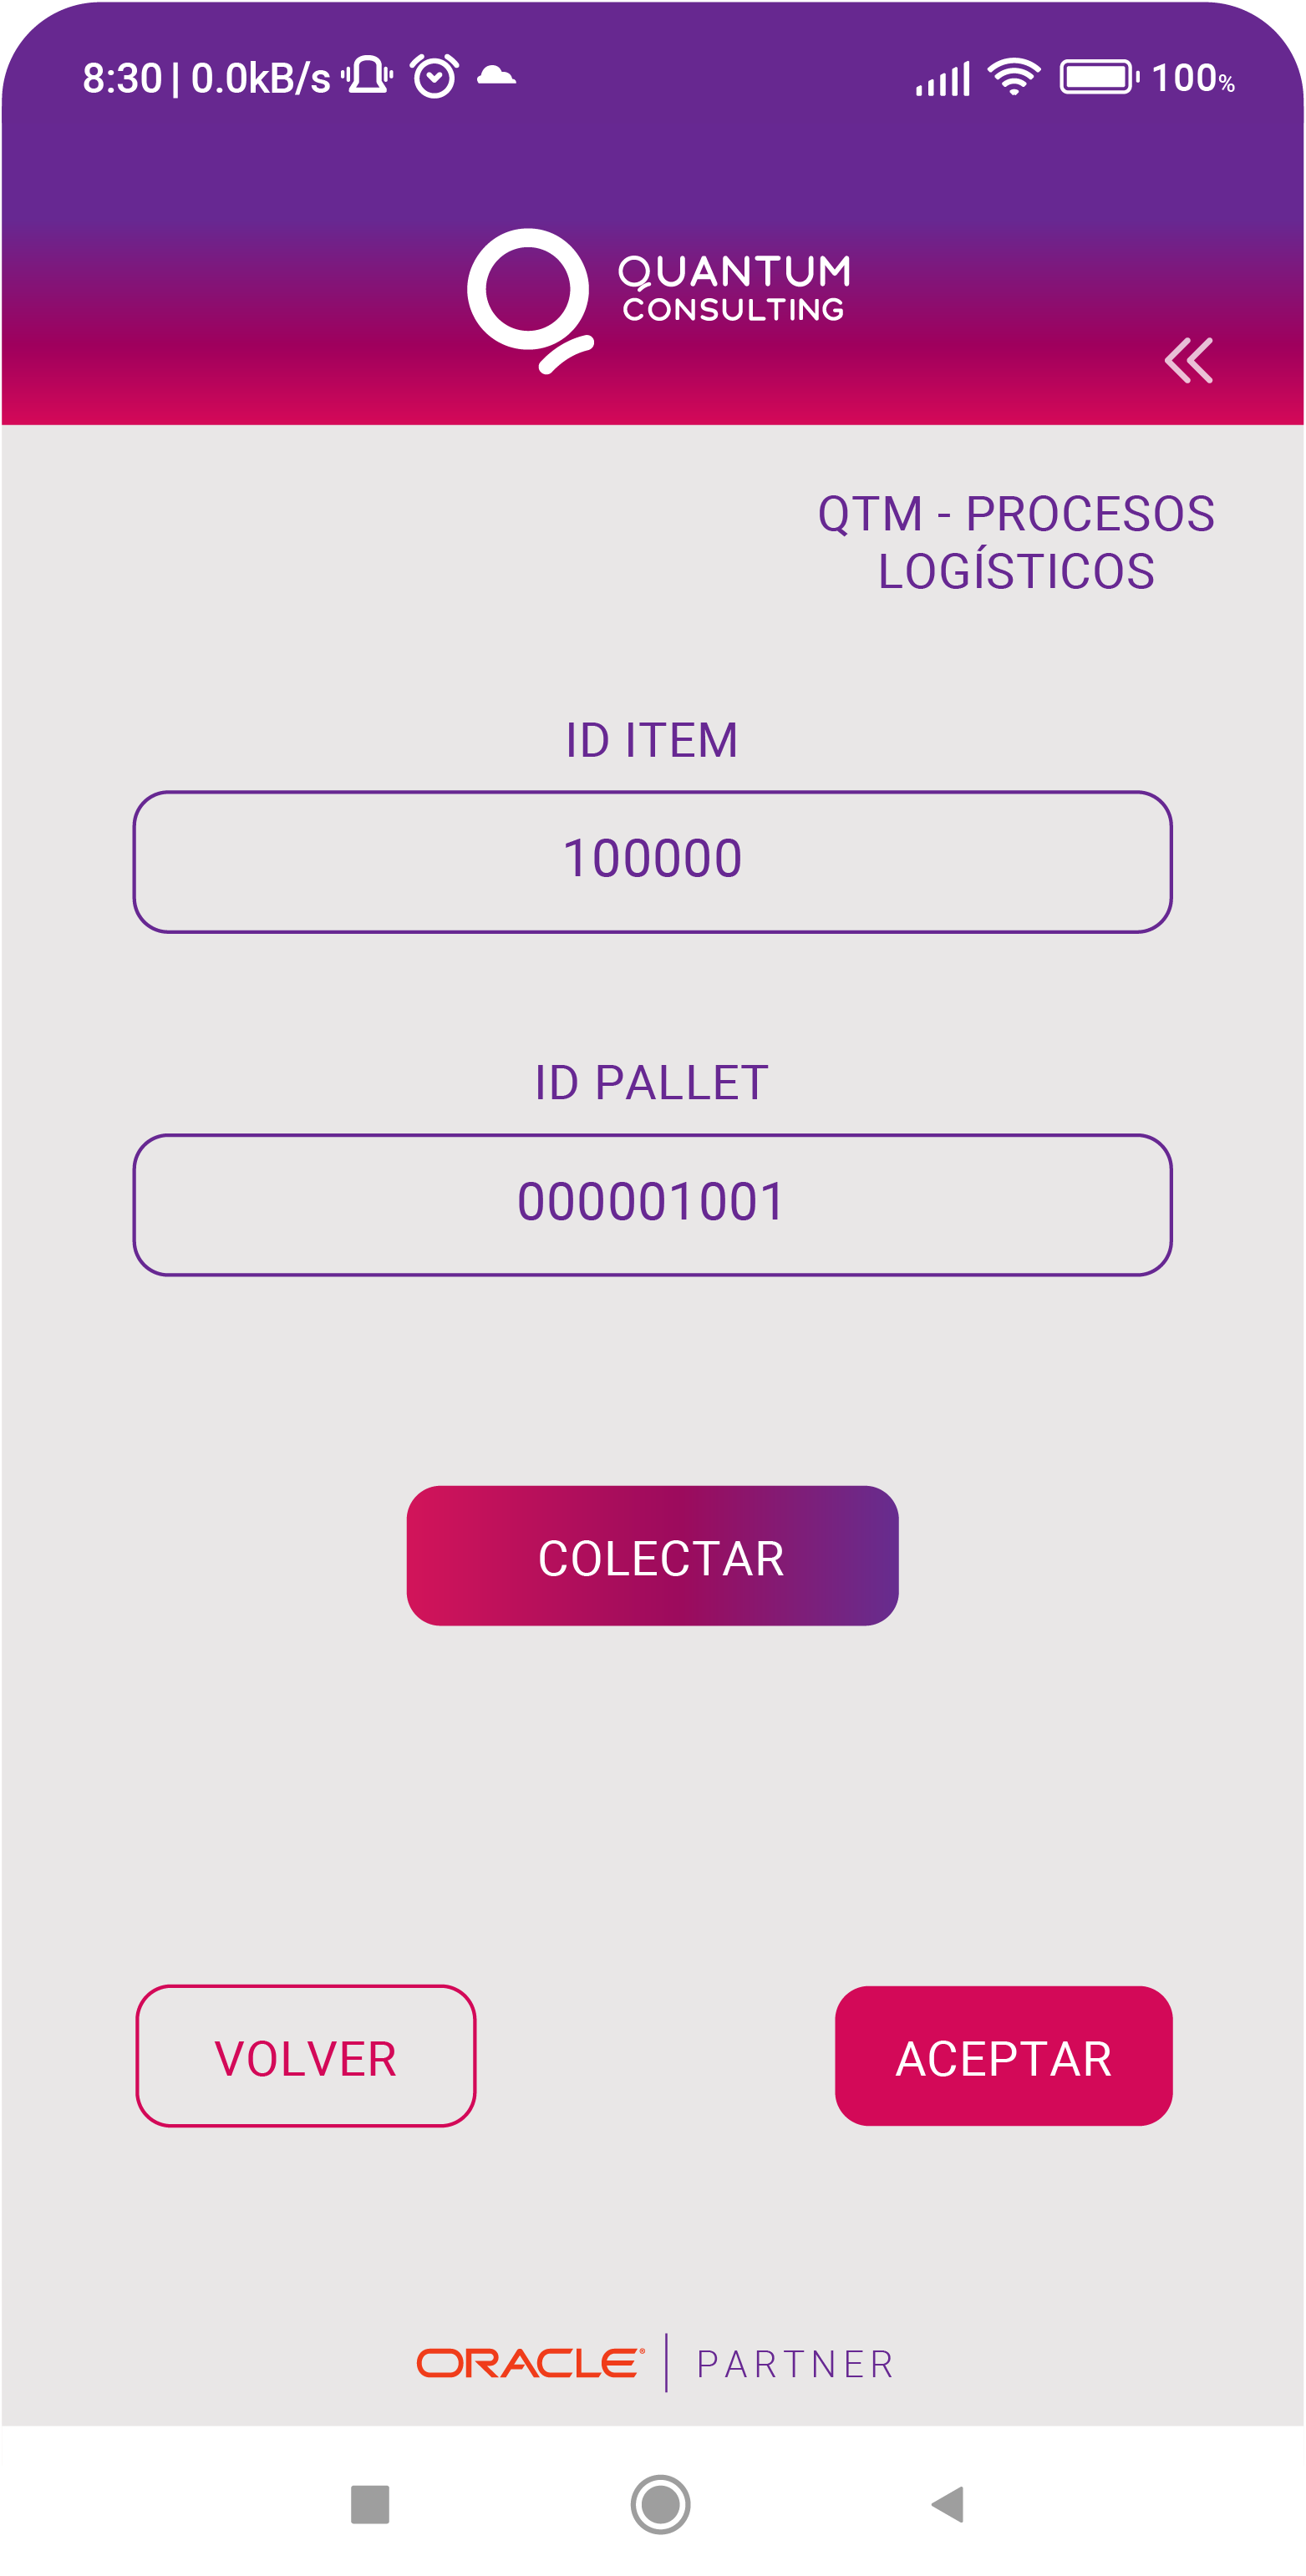 8:30 | 0.0kB/s 100%
QUANTUM
CONSULTING
QTM - PROCESOS
LOGÍSTICOS
ID ITEM
100000
ID PALLET
000001001
COLECTAR
VOLVER ACEPTAR
ORACLE® | PARTNER